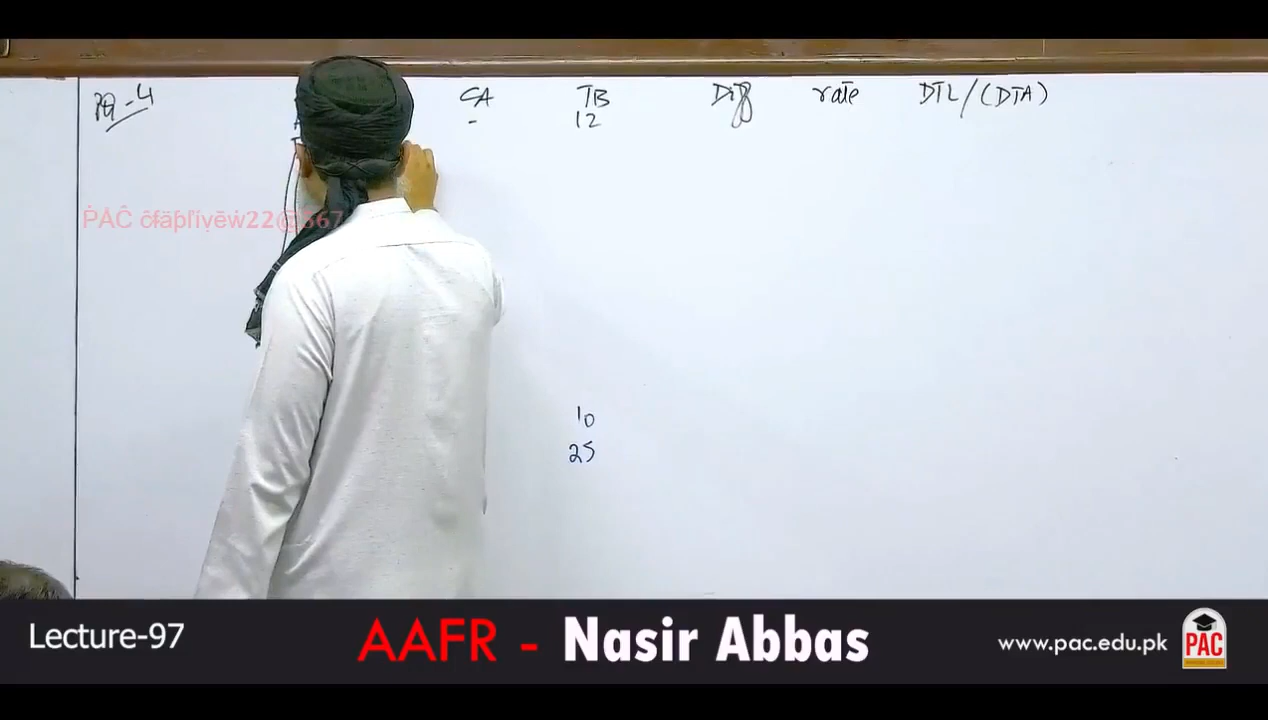 PQ-4
CA TB Diff rate DTL/(DTA)
- 12
10
25
Lecture-97
AAFR - Nasir Abbas
www.pac.edu.pk
PAC